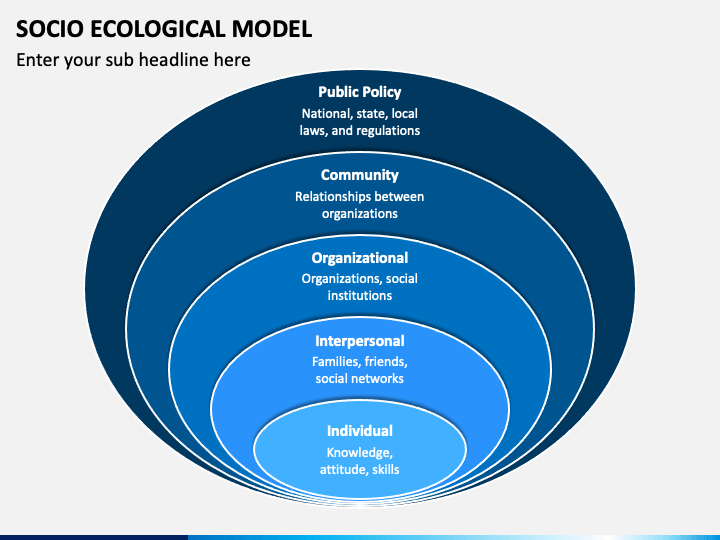 SOCIO ECOLOGICAL MODEL
Enter your sub headline here
Public Policy
National, state, local
laws, and regulations
Community
Relationships between
organizations
Organizational
Organizations, social
institutions
Interpersonal
Families, friends,
social networks
Individual
Knowledge,
attitude, skills